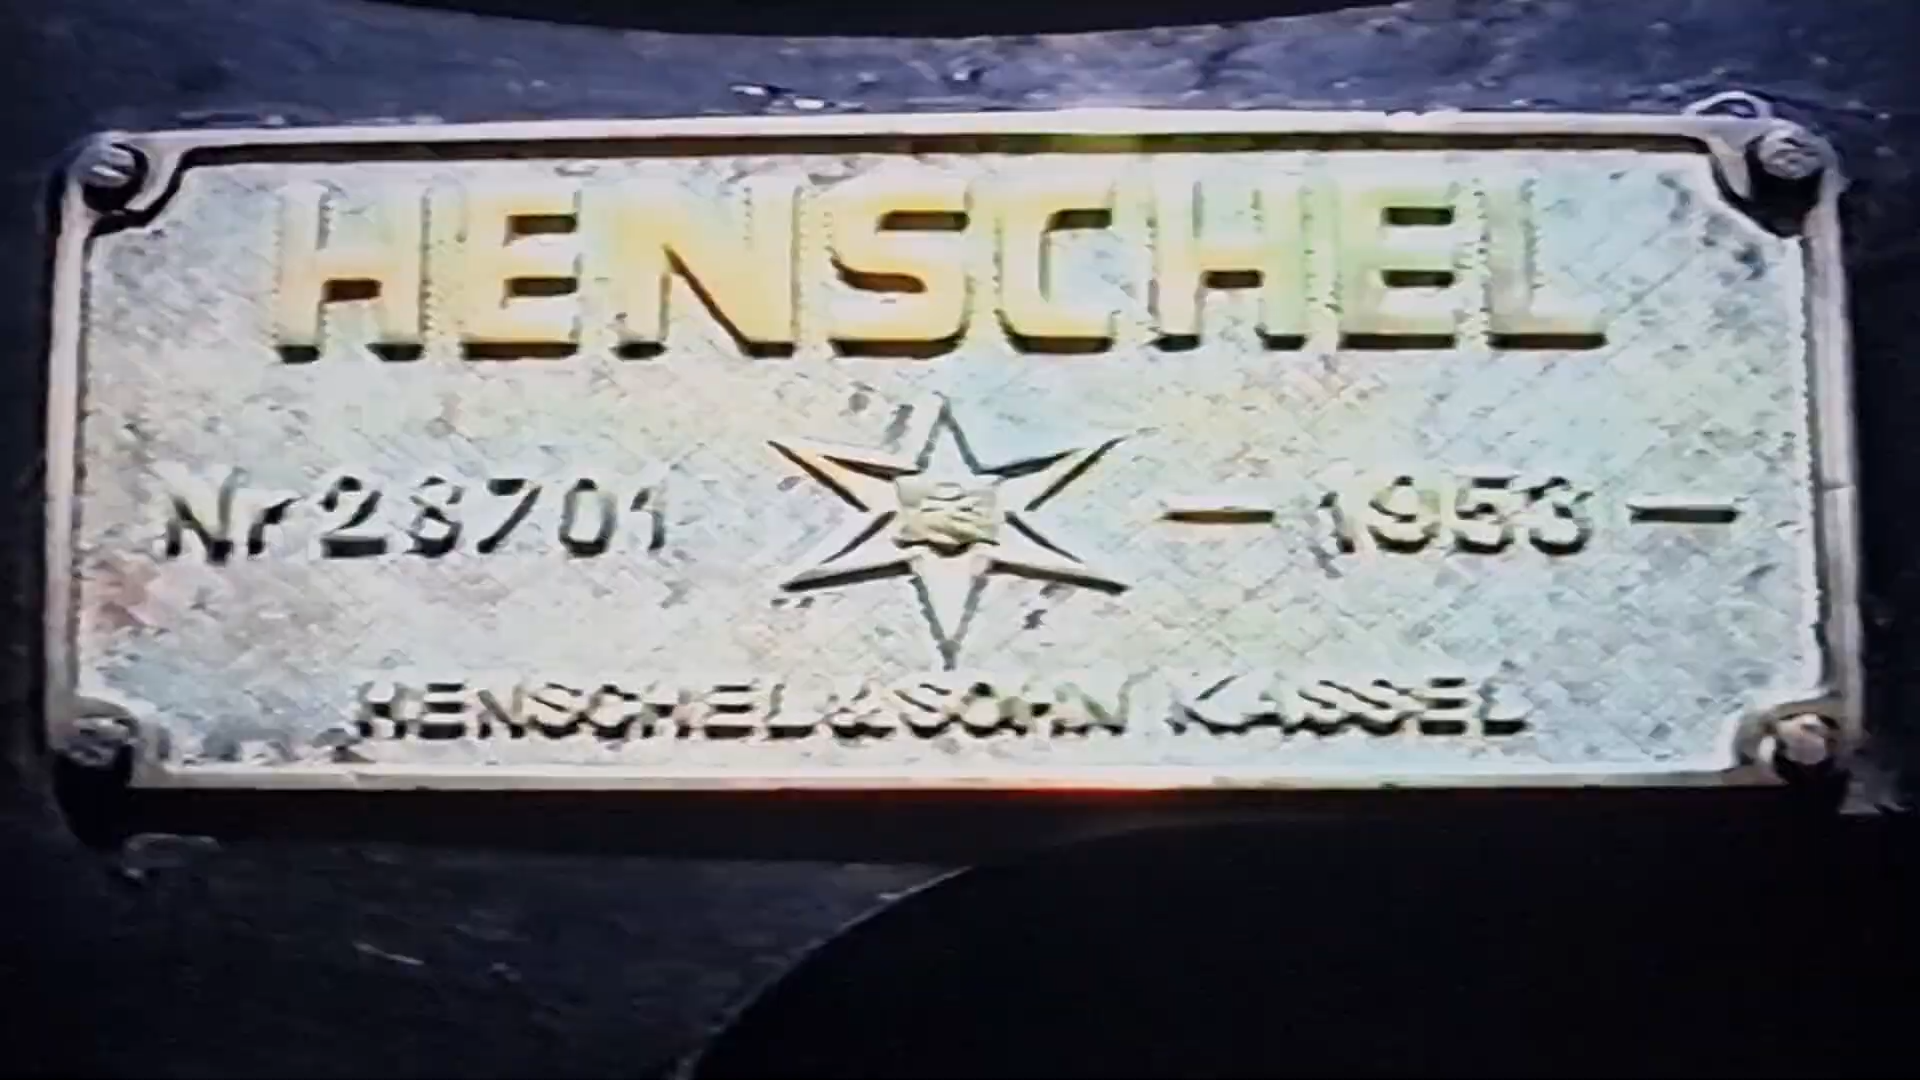 HENSCHEL
Nr 28701 — 1953 —
HENSCHEL & SOHN KASSEL